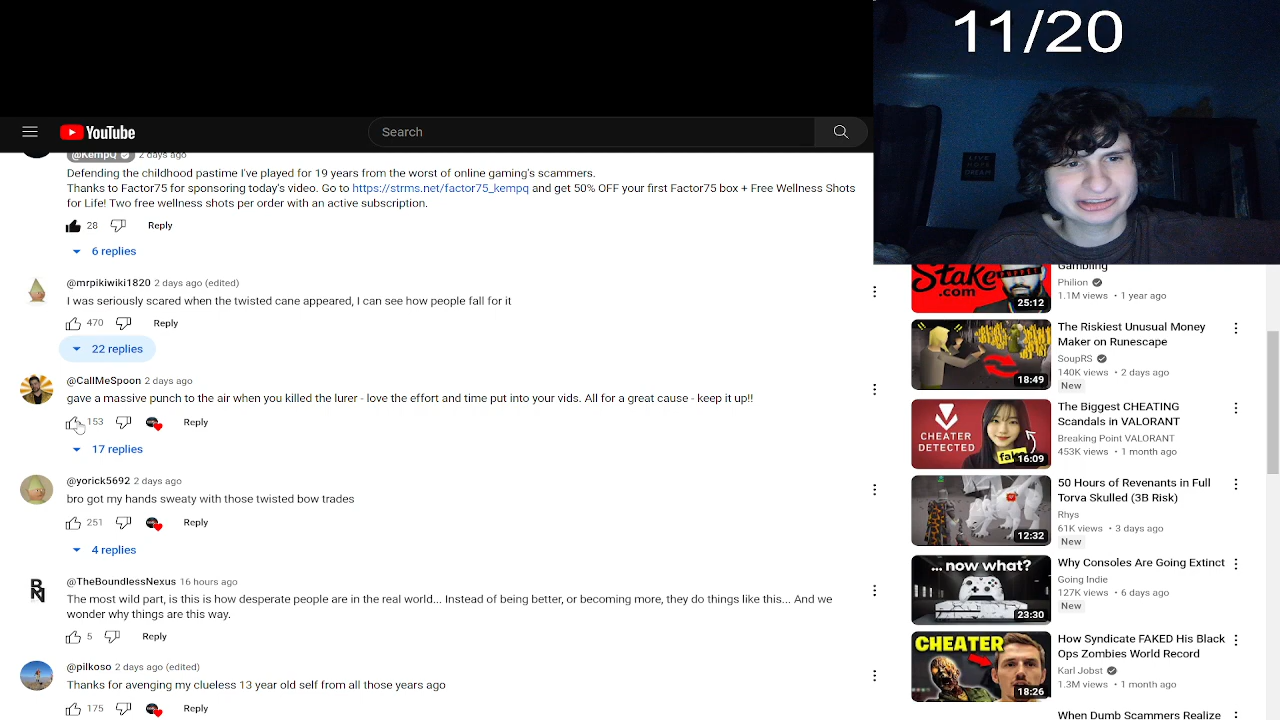 11/20
YouTube
Search
@KempQ 2 days ago
Defending the childhood pastime I've played for 19 years from the worst of online gaming's scammers.
Thanks to Factor75 for sponsoring today's video. Go to https://strms.net/factor75_kempq and get 50% OFF your first Factor75 box + Free Wellness Shots
for Life! Two free wellness shots per order with an active subscription.
28 Reply
6 replies
@mrpikiwiki1820 2 days ago (edited)
I was seriously scared when the twisted cane appeared, I can see how people fall for it
470 Reply
22 replies
@CallMeSpoon 2 days ago
gave a massive punch to the air when you killed the lurer - love the effort and time put into your vids. All for a great cause - keep it up!!
153 Reply
17 replies
@yorick5692 2 days ago
bro got my hands sweaty with those twisted bow trades
251 Reply
4 replies
@TheBoundlessNexus 16 hours ago
The most wild part, is this is how desperate people are in the real world... Instead of being better, or becoming more, they do things like this... And we
wonder why things are this way.
5 Reply
@pilkoso 2 days ago (edited)
Thanks for avenging my clueless 13 year old self from all those years ago
175 Reply
Stake
.com
25:12
Gambling
Philion
1.1M views • 1 year ago
18:49
The Riskiest Unusual Money
Maker on Runescape
SoupRS
140K views • 2 days ago
New
CHEATER
DETECTED
fake
16:09
The Biggest CHEATING
Scandals in VALORANT
Breaking Point VALORANT
453K views • 1 month ago
12:32
50 Hours of Revenants in Full
Torva Skulled (3B Risk)
Rhys
61K views • 3 days ago
New
... now what?
23:30
Why Consoles Are Going Extinct
Going Indie
127K views • 6 days ago
New
CHEATER
18:26
How Syndicate FAKED His Black
Ops Zombies World Record
Karl Jobst
1.3M views • 1 month ago
When Dumb Scammers Realize